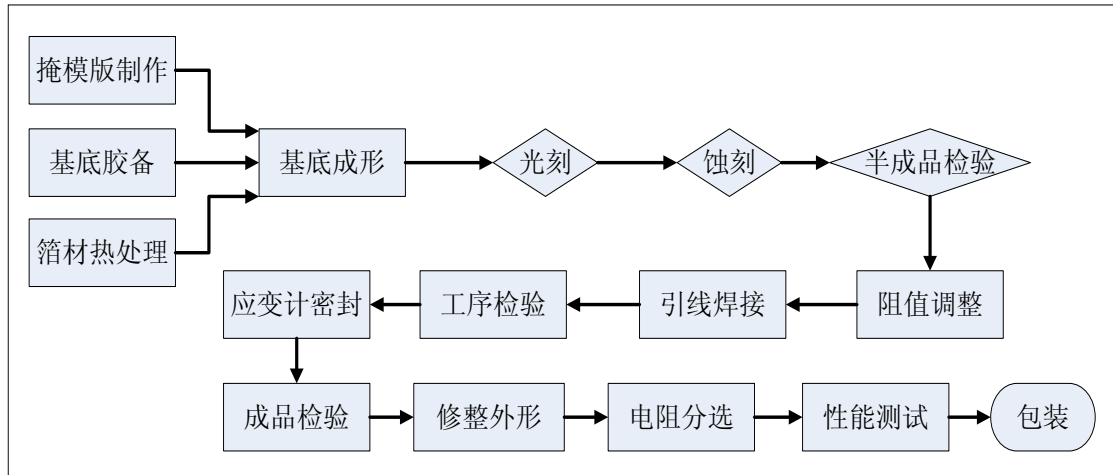 掩模版制作
基底胶备
箔材热处理
基底成形
光刻
蚀刻
半成品检验
阻值调整
引线焊接
工序检验
应变计密封
成品检验
修整外形
电阻分选
性能测试
包装